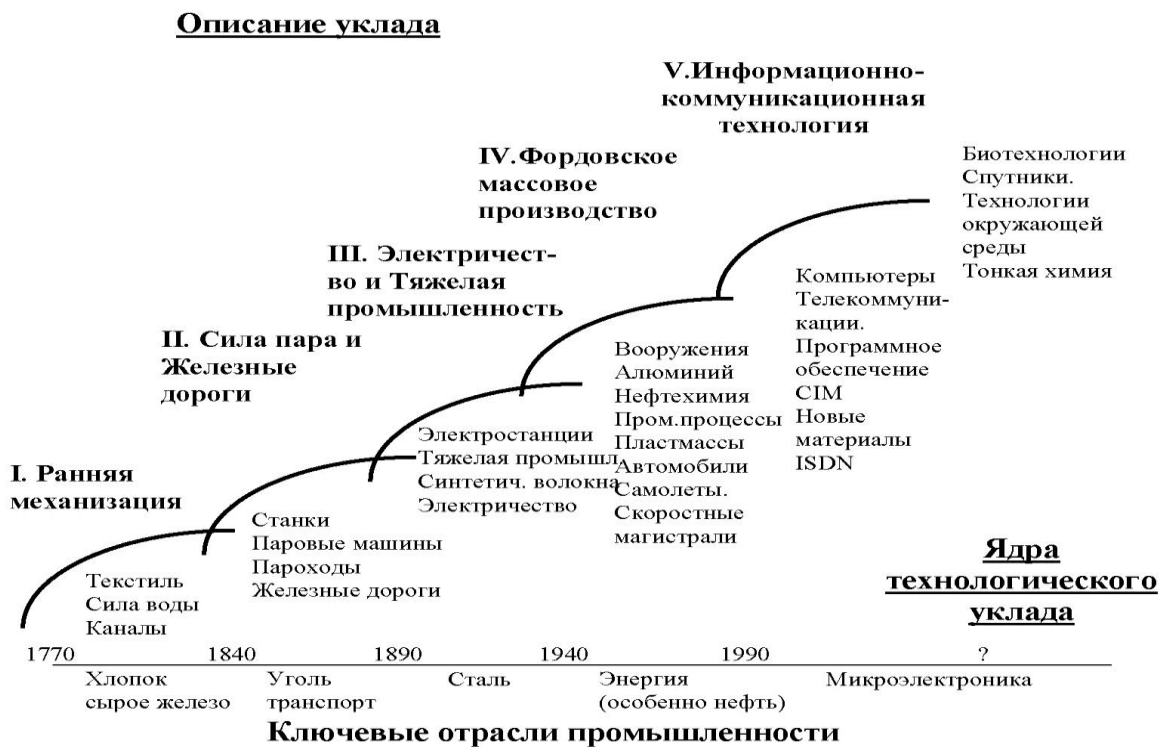 Описание уклада
V.Информационно-
коммуникационная
технология
IV.Фордовское
массовое
производство
Биотехнологии
Спутники.
Технологии
окружающей
среды
Тонкая химия
III. Электричест-
во и Тяжелая
промышленность
Компьютеры
Телекоммуни-
кации.
Программное
обеспечение
CIM
Новые
материалы
ISDN
II. Сила пара и
Железные
дороги
Вооружения
Алюминий
Нефтехимия
Пром.процессы
Пластмассы
Автомобили
Самолеты.
Скоростные
магистрали
Электростанции
Тяжелая промышл
Синтетич. волокна
Электричество
I. Ранняя
механизация
Станки
Паровые машины
Пароходы
Железные дороги
Текстиль
Сила воды
Каналы
Ядра
технологического
уклада
1770 1840 1890 1940 1990 ?
Хлопок
сырое железо
Уголь
транспорт
Сталь
Энергия
(особенно нефть)
Микроэлектроника
Ключевые отрасли промышленности